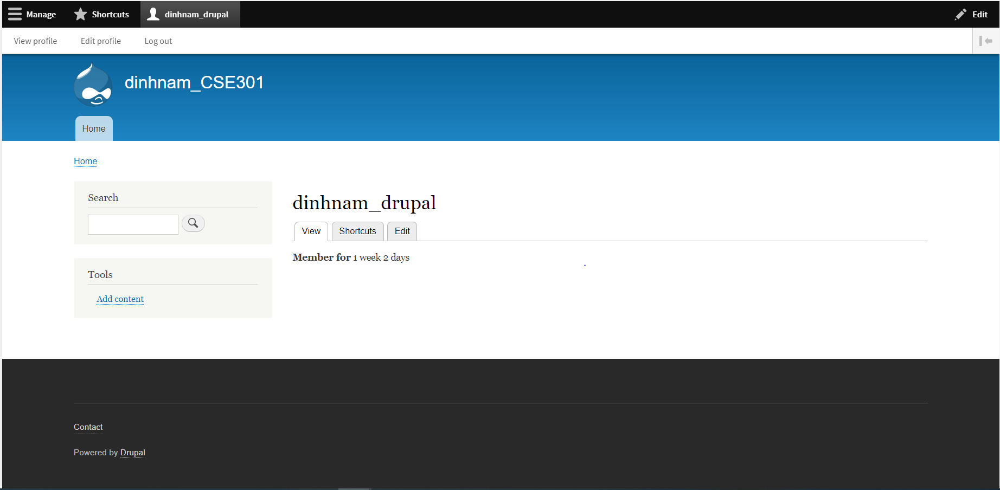 Manage Shortcuts dinhnam_drupal Edit
View profile Edit profile Log out
dinhnam_CSE301
Home
Home
Search
Tools
Add content
dinhnam_drupal
View Shortcuts Edit
Member for 1 week 2 days
Contact
Powered by Drupal